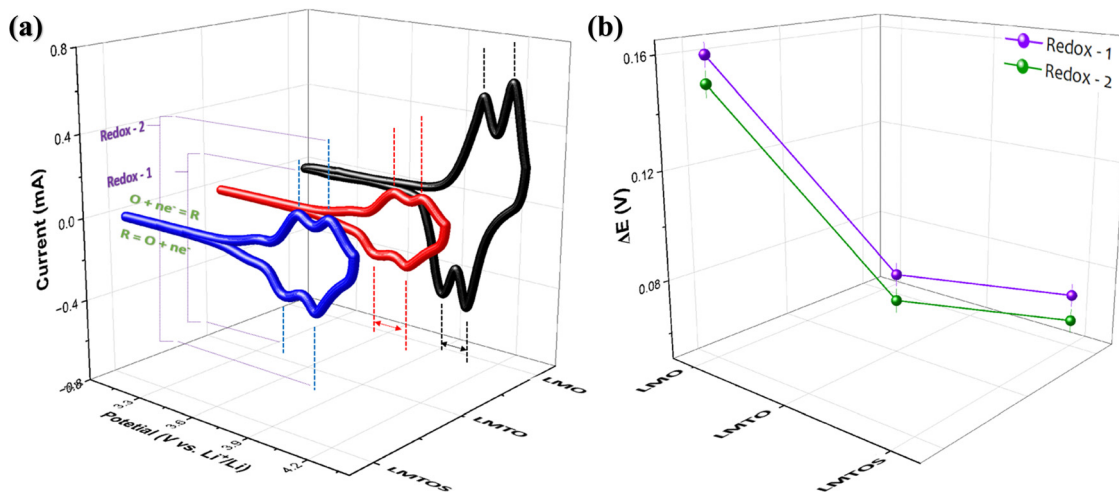 (a)
0.8
0.4
0.0
−0.4
−0.8
Current (mA)
Redox - 2
Redox - 1
O + ne⁻ = R
R = O + ne⁻
3.3
3.6
3.9
4.2
Potetial (V vs. Li⁺/Li)
LMO
LMTO
LMTOS
(b)
Redox - 1
Redox - 2
0.16
0.12
0.08
ΔE (V)
LMO
LMTO
LMTOS